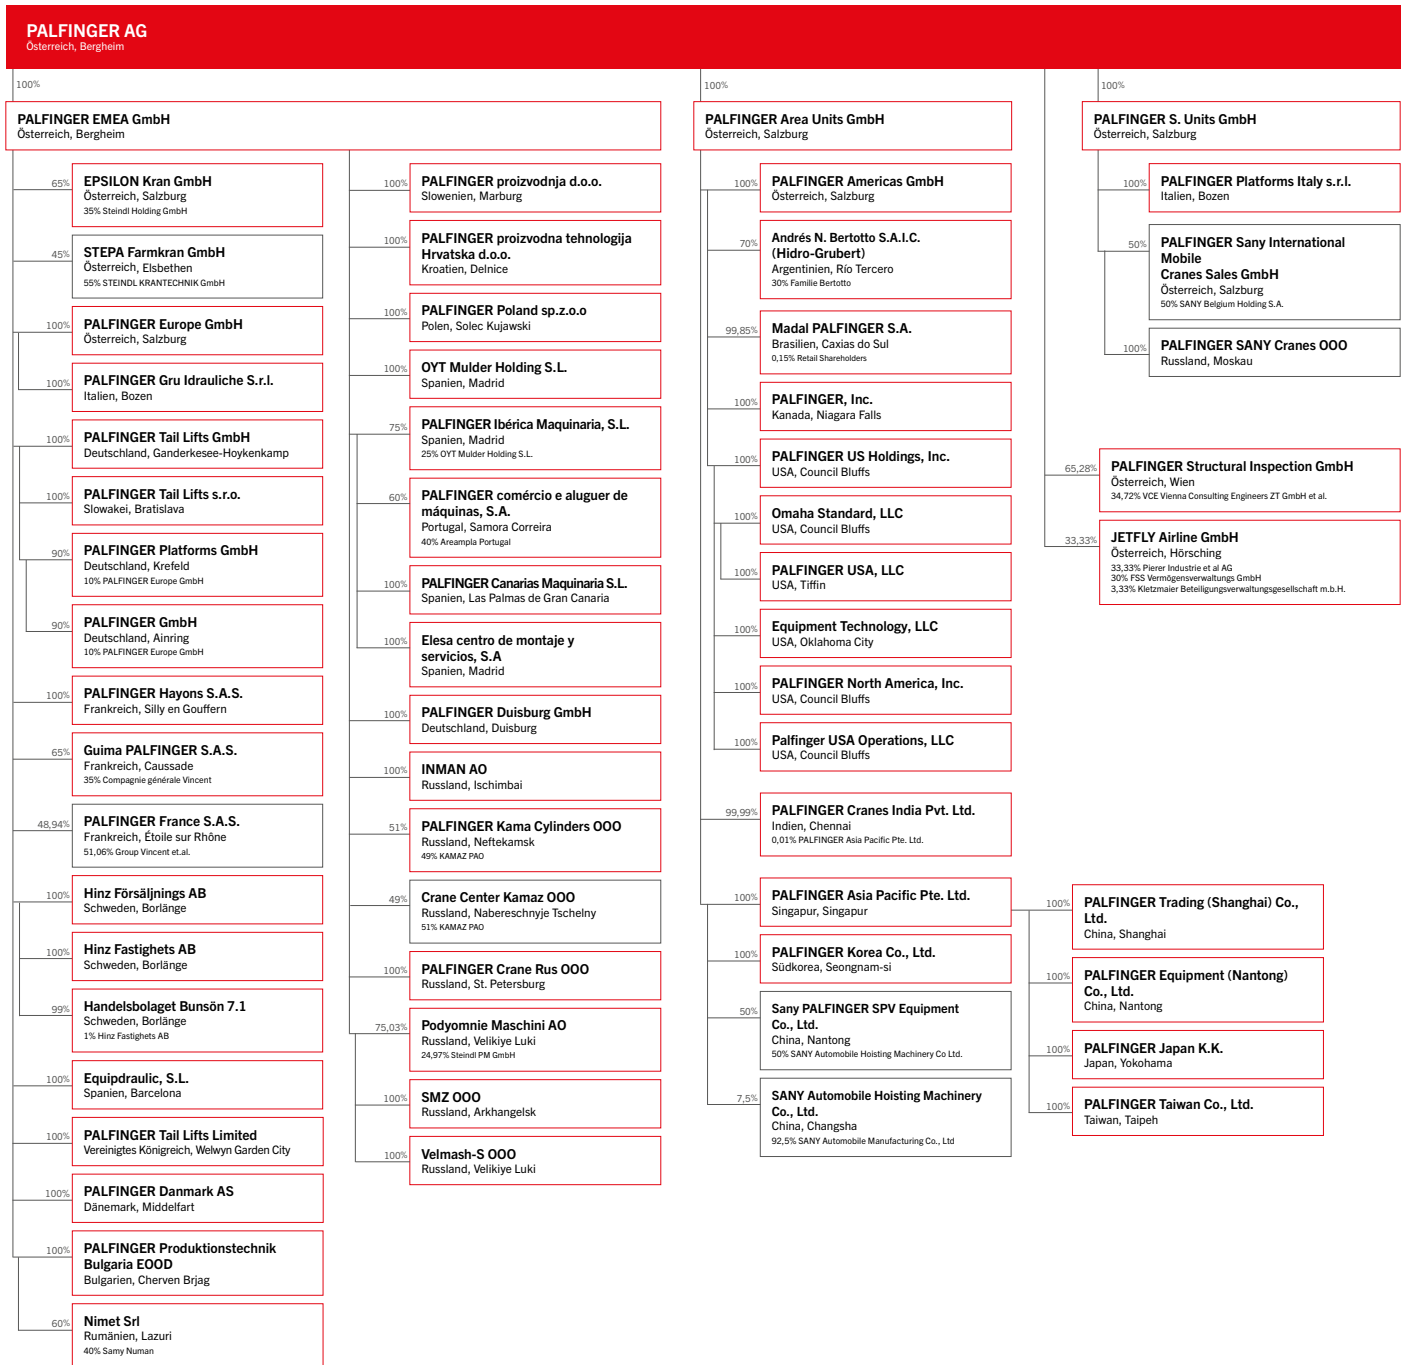 PALFINGER AG
Österreich, Bergheim
100%
PALFINGER EMEA GmbH
Österreich, Bergheim
65%
EPSILON Kran GmbH
Österreich, Salzburg
35% Steindl Holding GmbH
45%
STEPA Farmkran GmbH
Österreich, Elsbethen
55% STEINDL KRANTECHNIK GmbH
100%
PALFINGER Europe GmbH
Österreich, Salzburg
100%
PALFINGER Gru Idrauliche S.r.l.
Italien, Bozen
100%
PALFINGER Tail Lifts GmbH
Deutschland, Ganderkesee-Hoykenkamp
100%
PALFINGER Tail Lifts s.r.o.
Slowakei, Bratislava
90%
PALFINGER Platforms GmbH
Deutschland, Krefeld
10% PALFINGER Europe GmbH
90%
PALFINGER GmbH
Deutschland, Ainring
10% PALFINGER Europe GmbH
100%
PALFINGER Hayons S.A.S.
Frankreich, Silly en Gouffern
65%
Guima PALFINGER S.A.S.
Frankreich, Caussade
35% Compagnie générale Vincent
48,94%
PALFINGER France S.A.S.
Frankreich, Étoile sur Rhône
51,06% Group Vincent et.al.
100%
Hinz Försäljnings AB
Schweden, Borlänge
100%
Hinz Fastighets AB
Schweden, Borlänge
99%
Handelsbolaget Bunsön 7.1
Schweden, Borlänge
1% Hinz Fastighets AB
100%
Equipdraulic, S.L.
Spanien, Barcelona
100%
PALFINGER Tail Lifts Limited
Vereinigtes Königreich, Welwyn Garden City
100%
PALFINGER Danmark AS
Dänemark, Middelfart
100%
PALFINGER Produktionstechnik
Bulgaria EOOD
Bulgarien, Cherven Brjag
60%
Nimet Srl
Rumänien, Lazuri
40% Samy Numan
100%
PALFINGER proizvodnja d.o.o.
Slowenien, Marburg
100%
PALFINGER proizvodna tehnologija
Hrvatska d.o.o.
Kroatien, Delnice
100%
PALFINGER Poland sp.z.o.o
Polen, Solec Kujawski
100%
OYT Mulder Holding S.L.
Spanien, Madrid
75%
PALFINGER Ibérica Maquinaria, S.L.
Spanien, Madrid
25% OYT Mulder Holding S.L.
60%
PALFINGER comércio e aluguer de
máquinas, S.A.
Portugal, Samora Correira
40% Areampla Portugal
100%
PALFINGER Canarias Maquinaria S.L.
Spanien, Las Palmas de Gran Canaria
100%
Elesa centro de montaje y
servicios, S.A
Spanien, Madrid
100%
PALFINGER Duisburg GmbH
Deutschland, Duisburg
100%
INMAN AO
Russland, Ischimbai
51%
PALFINGER Kama Cylinders OOO
Russland, Neftekamsk
49% KAMAZ PAO
49%
Crane Center Kamaz OOO
Russland, Nabereschnyje Tschelny
51% KAMAZ PAO
100%
PALFINGER Crane Rus OOO
Russland, St. Petersburg
75,03%
Podyomnie Maschini AO
Russland, Velikiye Luki
24,97% Steindl PM GmbH
100%
SMZ OOO
Russland, Arkhangelsk
100%
Velmash-S OOO
Russland, Velikiye Luki
100%
PALFINGER Area Units GmbH
Österreich, Salzburg
100%
PALFINGER Americas GmbH
Österreich, Salzburg
70%
Andrés N. Bertotto S.A.I.C.
(Hidro-Grubert)
Argentinien, Río Tercero
30% Familie Bertotto
99,85%
Madal PALFINGER S.A.
Brasilien, Caxias do Sul
0,15% Retail Shareholders
100%
PALFINGER, Inc.
Kanada, Niagara Falls
100%
PALFINGER US Holdings, Inc.
USA, Council Bluffs
100%
Omaha Standard, LLC
USA, Council Bluffs
100%
PALFINGER USA, LLC
USA, Tiffin
100%
Equipment Technology, LLC
USA, Oklahoma City
100%
PALFINGER North America, Inc.
USA, Council Bluffs
100%
Palfinger USA Operations, LLC
USA, Council Bluffs
99,99%
PALFINGER Cranes India Pvt. Ltd.
Indien, Chennai
0,01% PALFINGER Asia Pacific Pte. Ltd.
100%
PALFINGER Asia Pacific Pte. Ltd.
Singapur, Singapur
100%
PALFINGER Korea Co., Ltd.
Südkorea, Seongnam-si
50%
Sany PALFINGER SPV Equipment
Co., Ltd.
China, Nantong
50% SANY Automobile Hoisting Machinery Co Ltd.
7,5%
SANY Automobile Hoisting Machinery
Co., Ltd.
China, Changsha
92,5% SANY Automobile Manufacturing Co., Ltd
100%
PALFINGER Trading (Shanghai) Co.,
Ltd.
China, Shanghai
100%
PALFINGER Equipment (Nantong)
Co., Ltd.
China, Nantong
100%
PALFINGER Japan K.K.
Japan, Yokohama
100%
PALFINGER Taiwan Co., Ltd.
Taiwan, Taipeh
100%
PALFINGER S. Units GmbH
Österreich, Salzburg
100%
PALFINGER Platforms Italy s.r.l.
Italien, Bozen
50%
PALFINGER Sany International
Mobile
Cranes Sales GmbH
Österreich, Salzburg
50% SANY Belgium Holding S.A.
100%
PALFINGER SANY Cranes OOO
Russland, Moskau
65,28%
PALFINGER Structural Inspection GmbH
Österreich, Wien
34,72% VCE Vienna Consulting Engineers ZT GmbH et al.
33,33%
JETFLY Airline GmbH
Österreich, Hörsching
33,33% Pierer Industrie et al AG
30% FSS Vermögensverwaltungs GmbH
3,33% Kletzmaier Beteiligungsverwaltungsgesellschaft m.b.H.